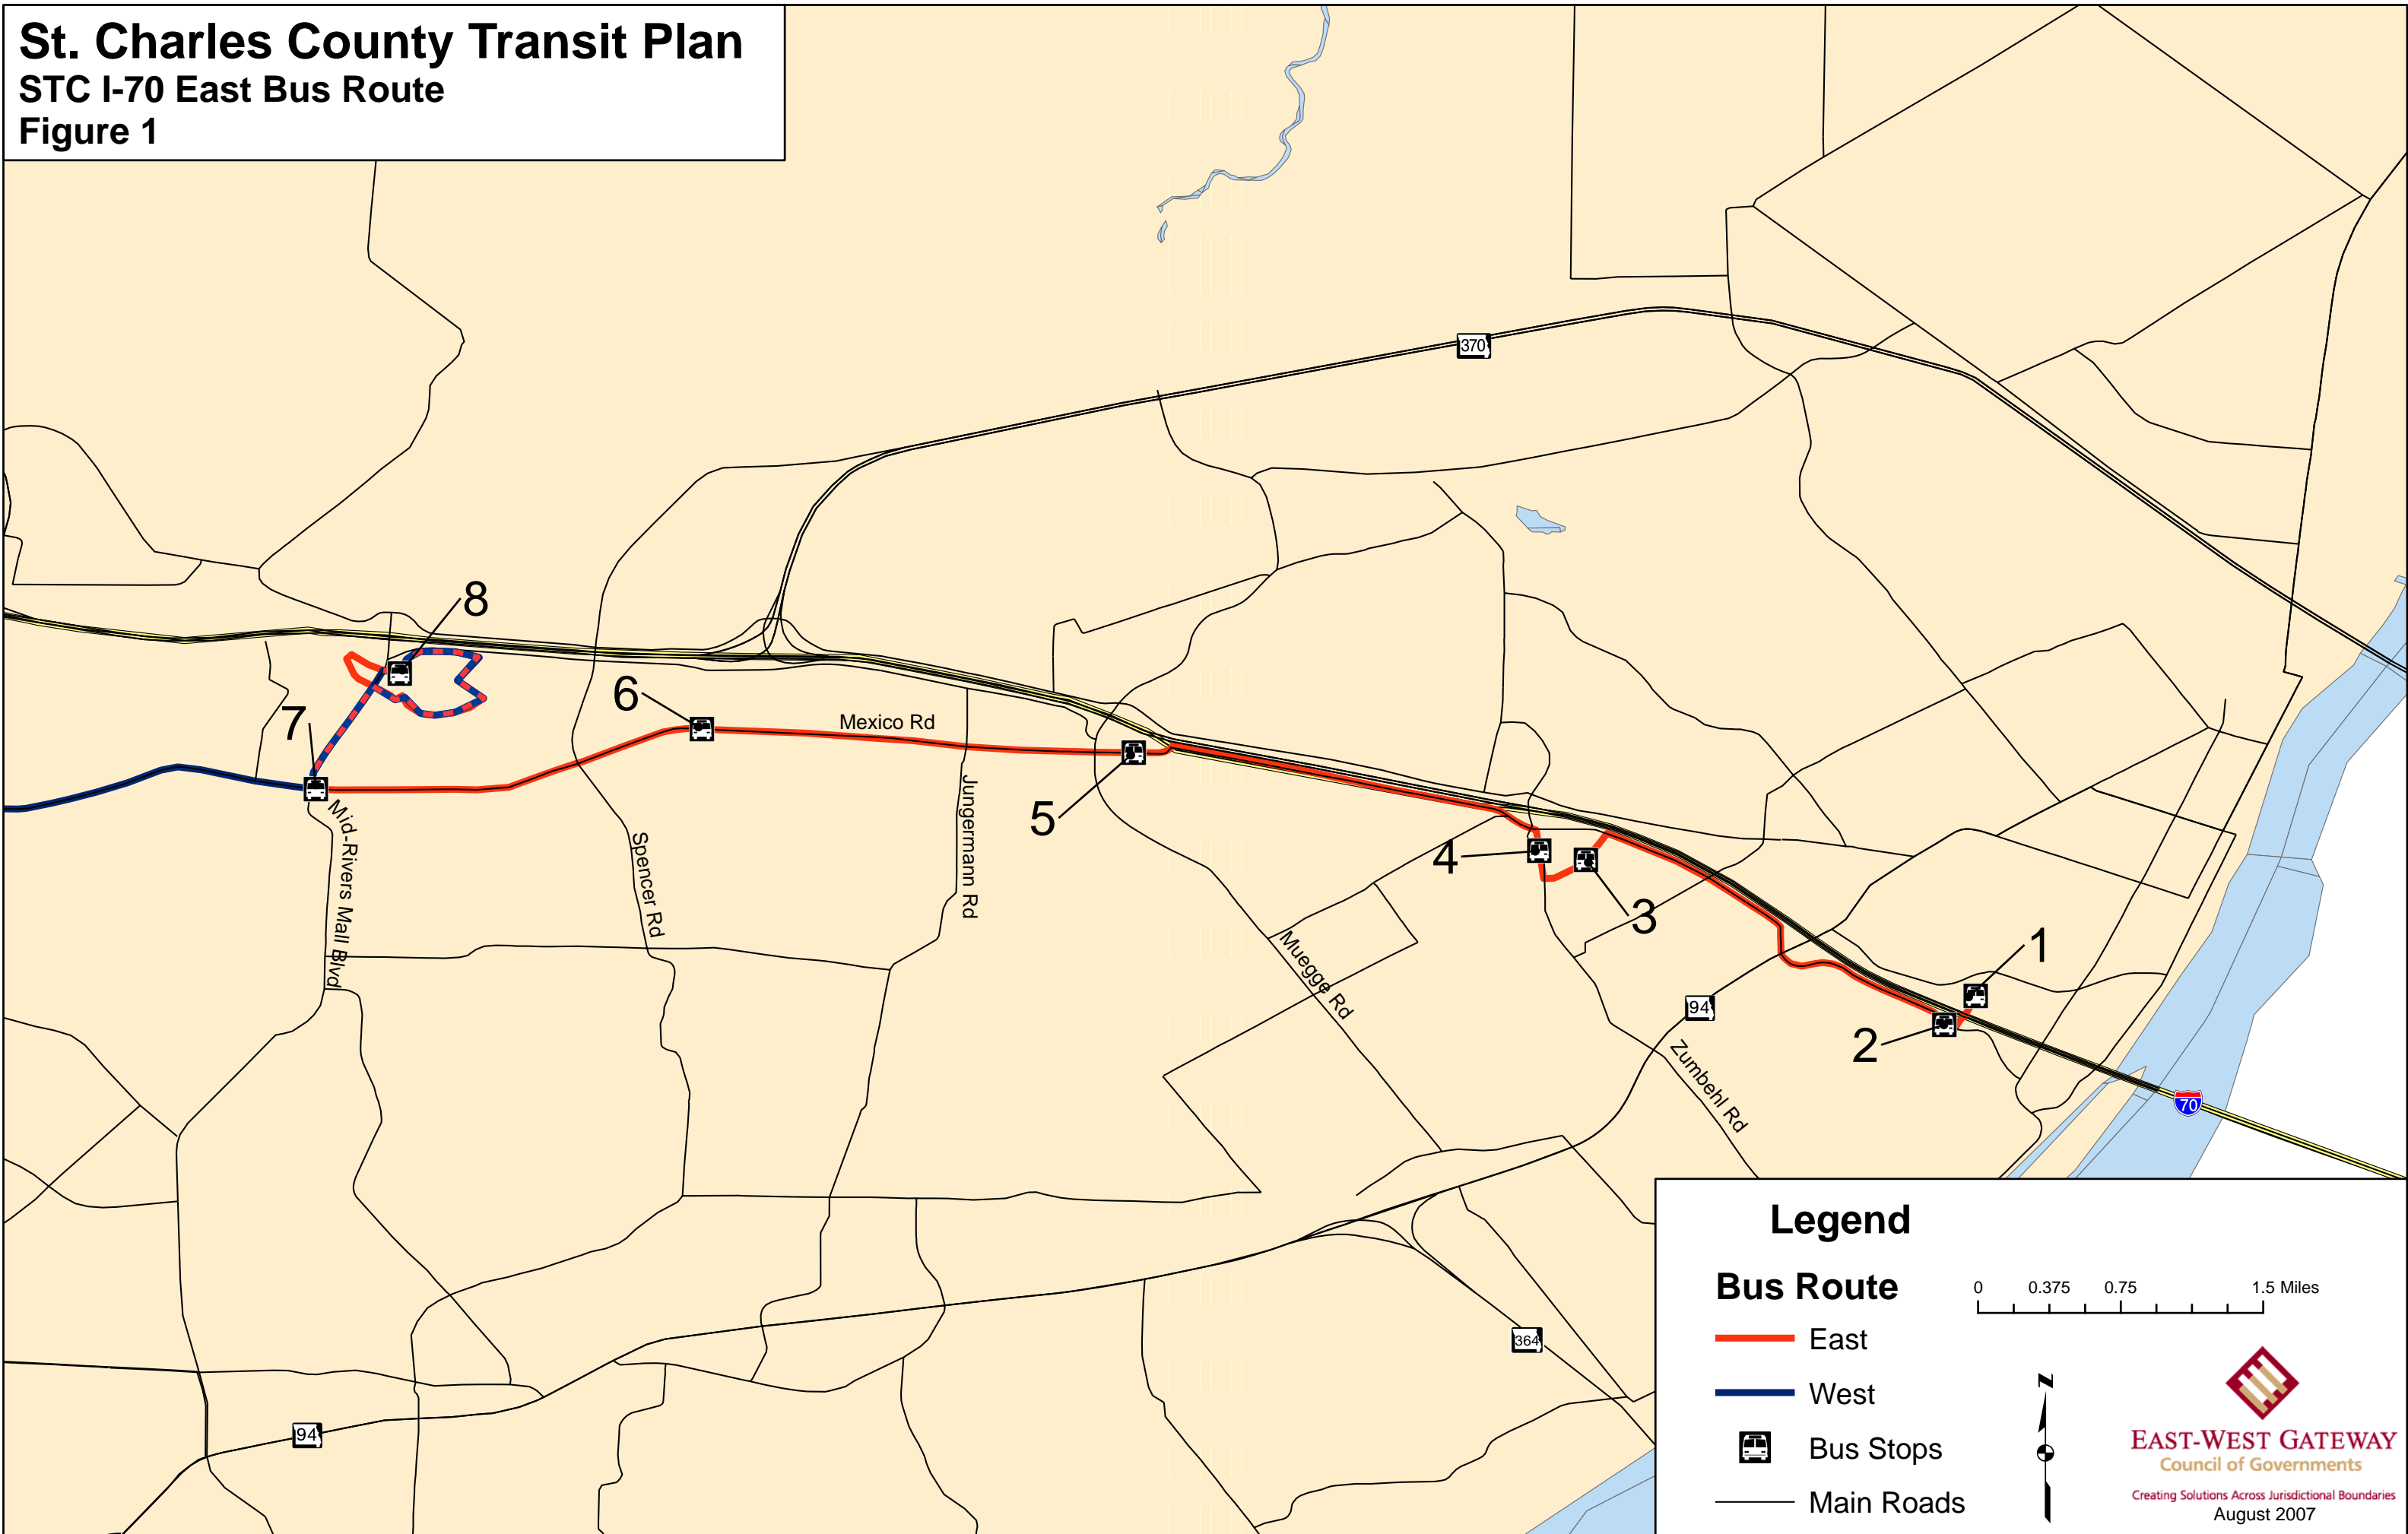 St. Charles County Transit Plan
STC I-70 East Bus Route
Figure 1
370
8
7
6
Mexico Rd
5
4
3
1
2
Mid-Rivers Mall Blvd
Spencer Rd
Jungermann Rd
Muegge Rd
94
Zumbehl Rd
70
364
94
Legend
Bus Route
0 0.375 0.75 1.5 Miles
East
West
Bus Stops
Main Roads
N
EAST-WEST GATEWAY
Council of Governments
Creating Solutions Across Jurisdictional Boundaries
August 2007